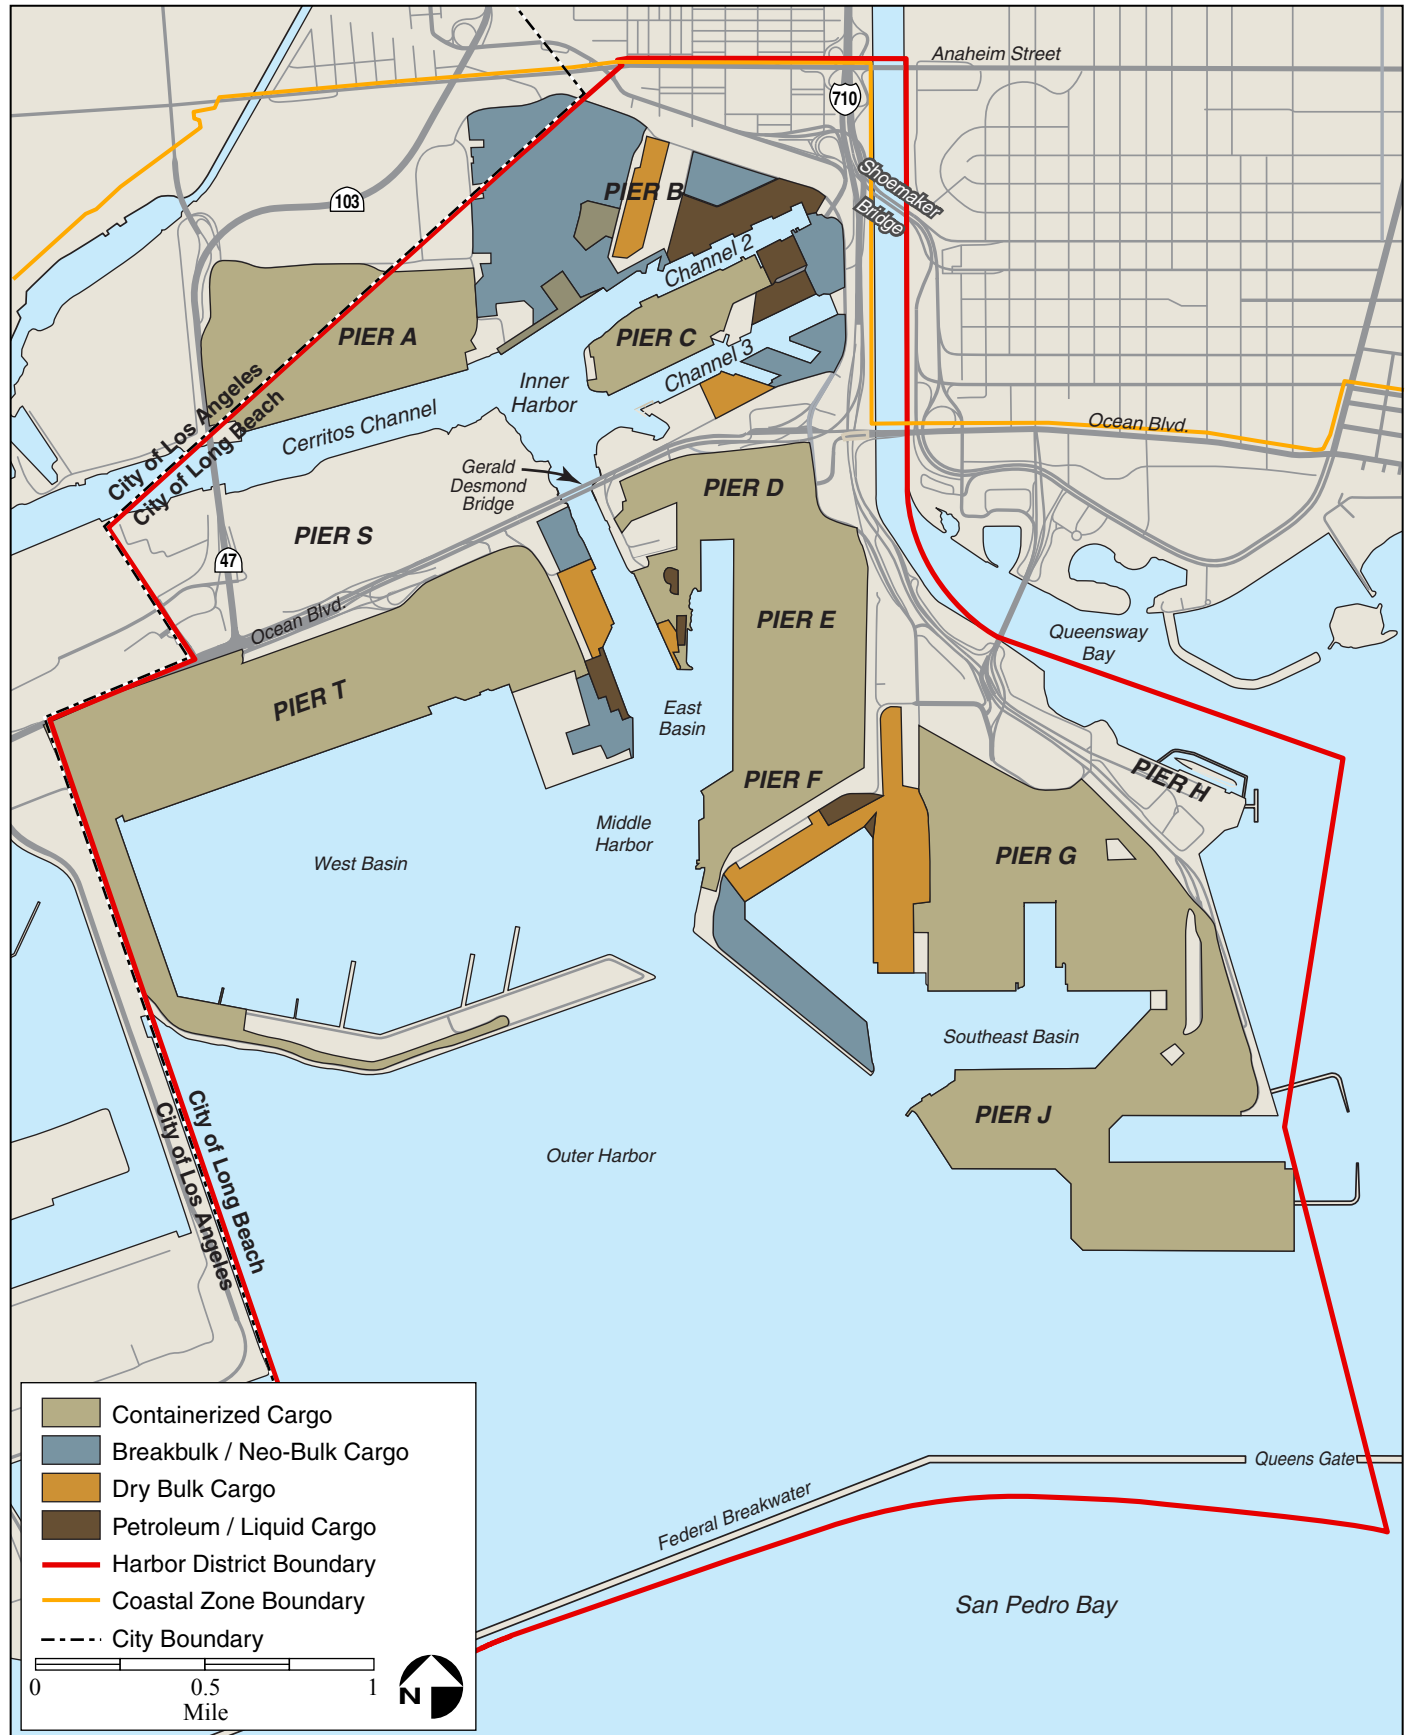 Anaheim Street
710
Shoemaker
Bridge
103
PIER B
Channel 2
PIER A
PIER C
Channel 3
Inner
Harbor
City of Los Angeles
City of Long Beach
Cerritos Channel
Ocean Blvd.
Gerald
Desmond
Bridge
PIER D
PIER S
47
Ocean Blvd.
PIER E
Queensway
Bay
PIER T
East
Basin
PIER F
PIER H
Middle
Harbor
West Basin
PIER G
Southeast Basin
City of Long Beach
City of Los Angeles
PIER J
Outer Harbor
Queens Gate
Federal Breakwater
San Pedro Bay
Containerized Cargo
Breakbulk / Neo-Bulk Cargo
Dry Bulk Cargo
Petroleum / Liquid Cargo
Harbor District Boundary
Coastal Zone Boundary
City Boundary
0 0.5 1
Mile
N